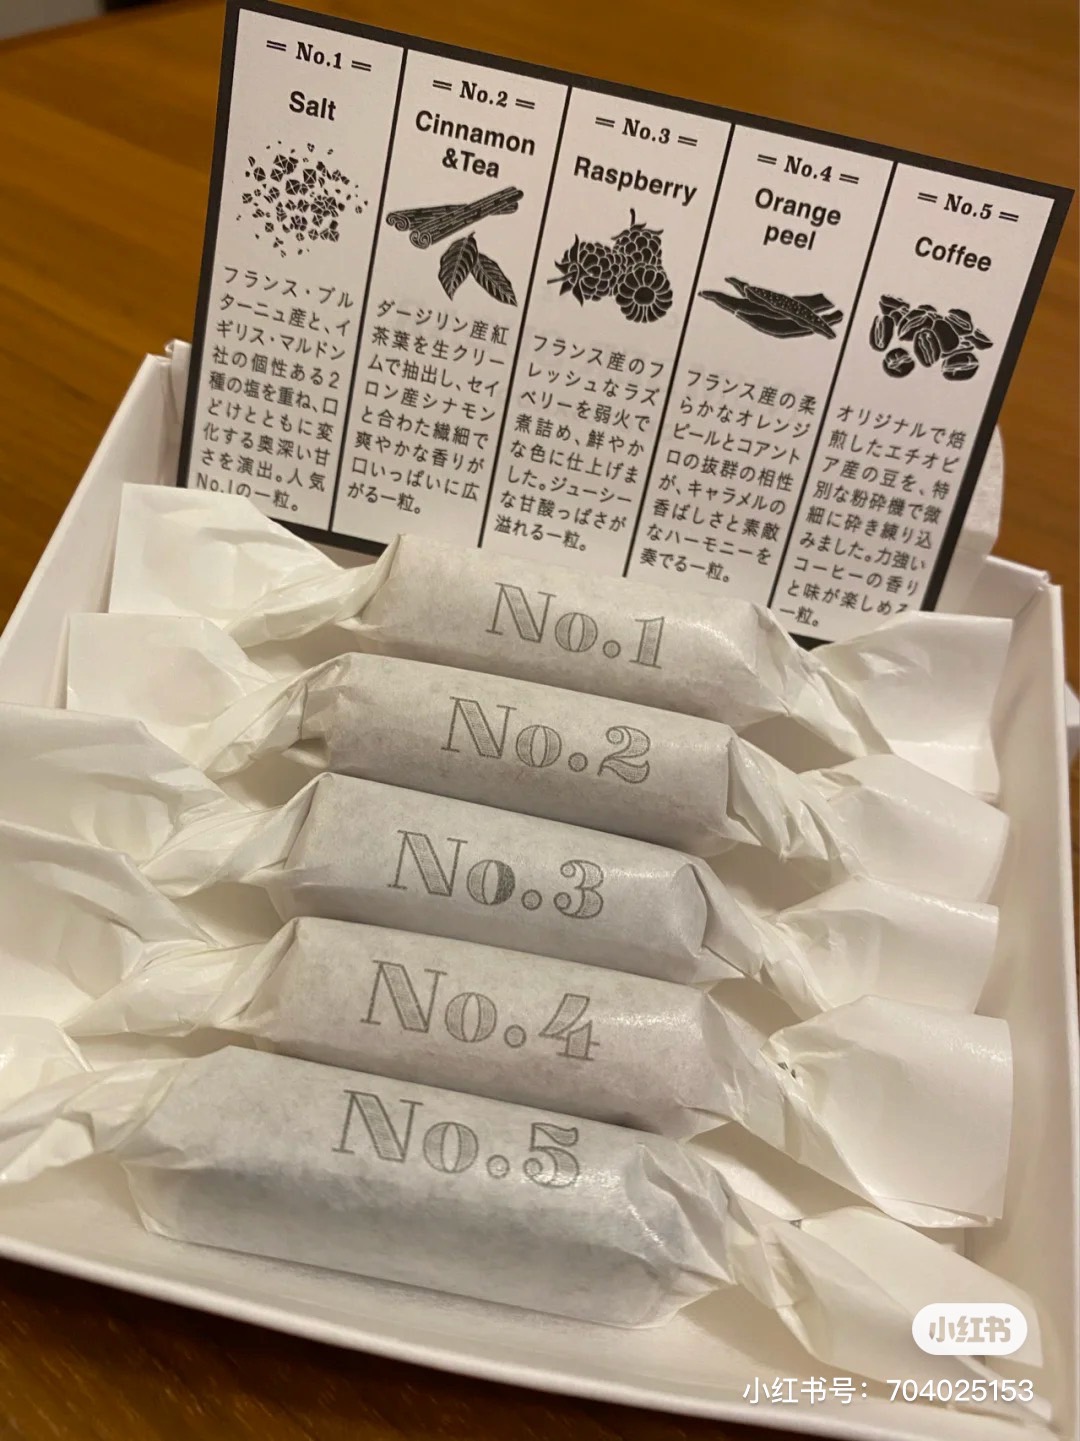 No.1
Salt
フランス・ブル
ターニュ産と、イ
ギリス・マルドン
社の個性ある2
種の塩を重ね、口
どけとともに変
化する奥深い甘
さを演出。人気
No.1の一粒。
No.2
Cinnamon
&Tea
ダージリン産紅
茶葉を生クリー
ムで抽出し、セイ
ロン産シナモン
と合わた繊細で
爽やかな香りが
口いっぱいに広
がる一粒。
No.3
Raspberry
フランス産のフ
レッシュなラズ
ベリーを弱火で
煮詰め、鮮やか
な色に仕上げま
した。ジューシー
な甘酸っぱさが
溢れる一粒。
No.4
Orange
peel
フランス産の柔
らかなオレンジ
ピールとコアント
ロの抜群の相性
が、キャラメルの
香ばしさと素敵
なハーモニーを
奏でる一粒。
No.5
Coffee
オリジナルで焙
煎したエチオピ
ア産の豆を、特
別な粉砕機で微
細に砕き練り込
みました。力強い
コーヒーの香り
と味が楽しめる
一粒。
No.1
No.2
No.3
No.4
No.5
小红书
小红书号：704025153